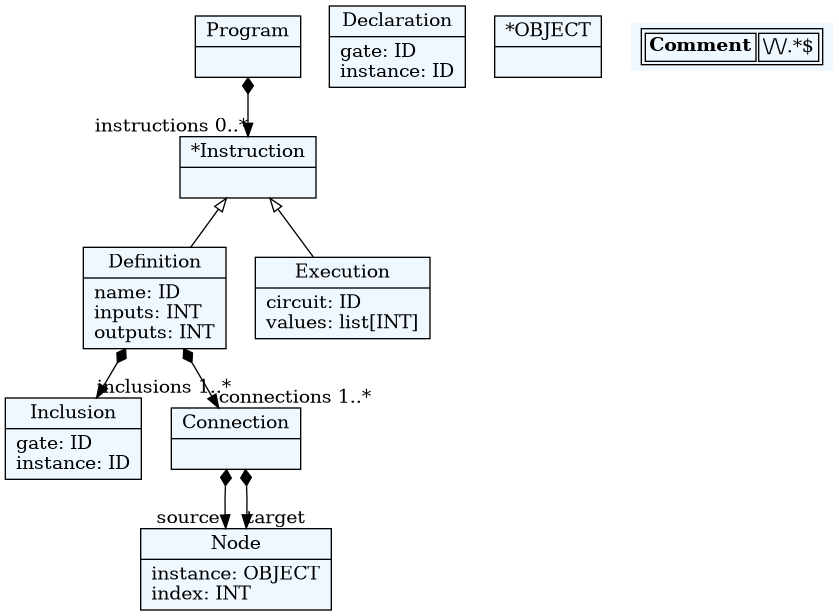 Program
Declaration
gate: ID
instance: ID
*OBJECT
Comment \/\/.*$
instructions 0..*
*Instruction
Definition
name: ID
inputs: INT
outputs: INT
Execution
circuit: ID
values: list[INT]
inclusions 1..*
connections 1..*
Inclusion
gate: ID
instance: ID
Connection
source
target
Node
instance: OBJECT
index: INT